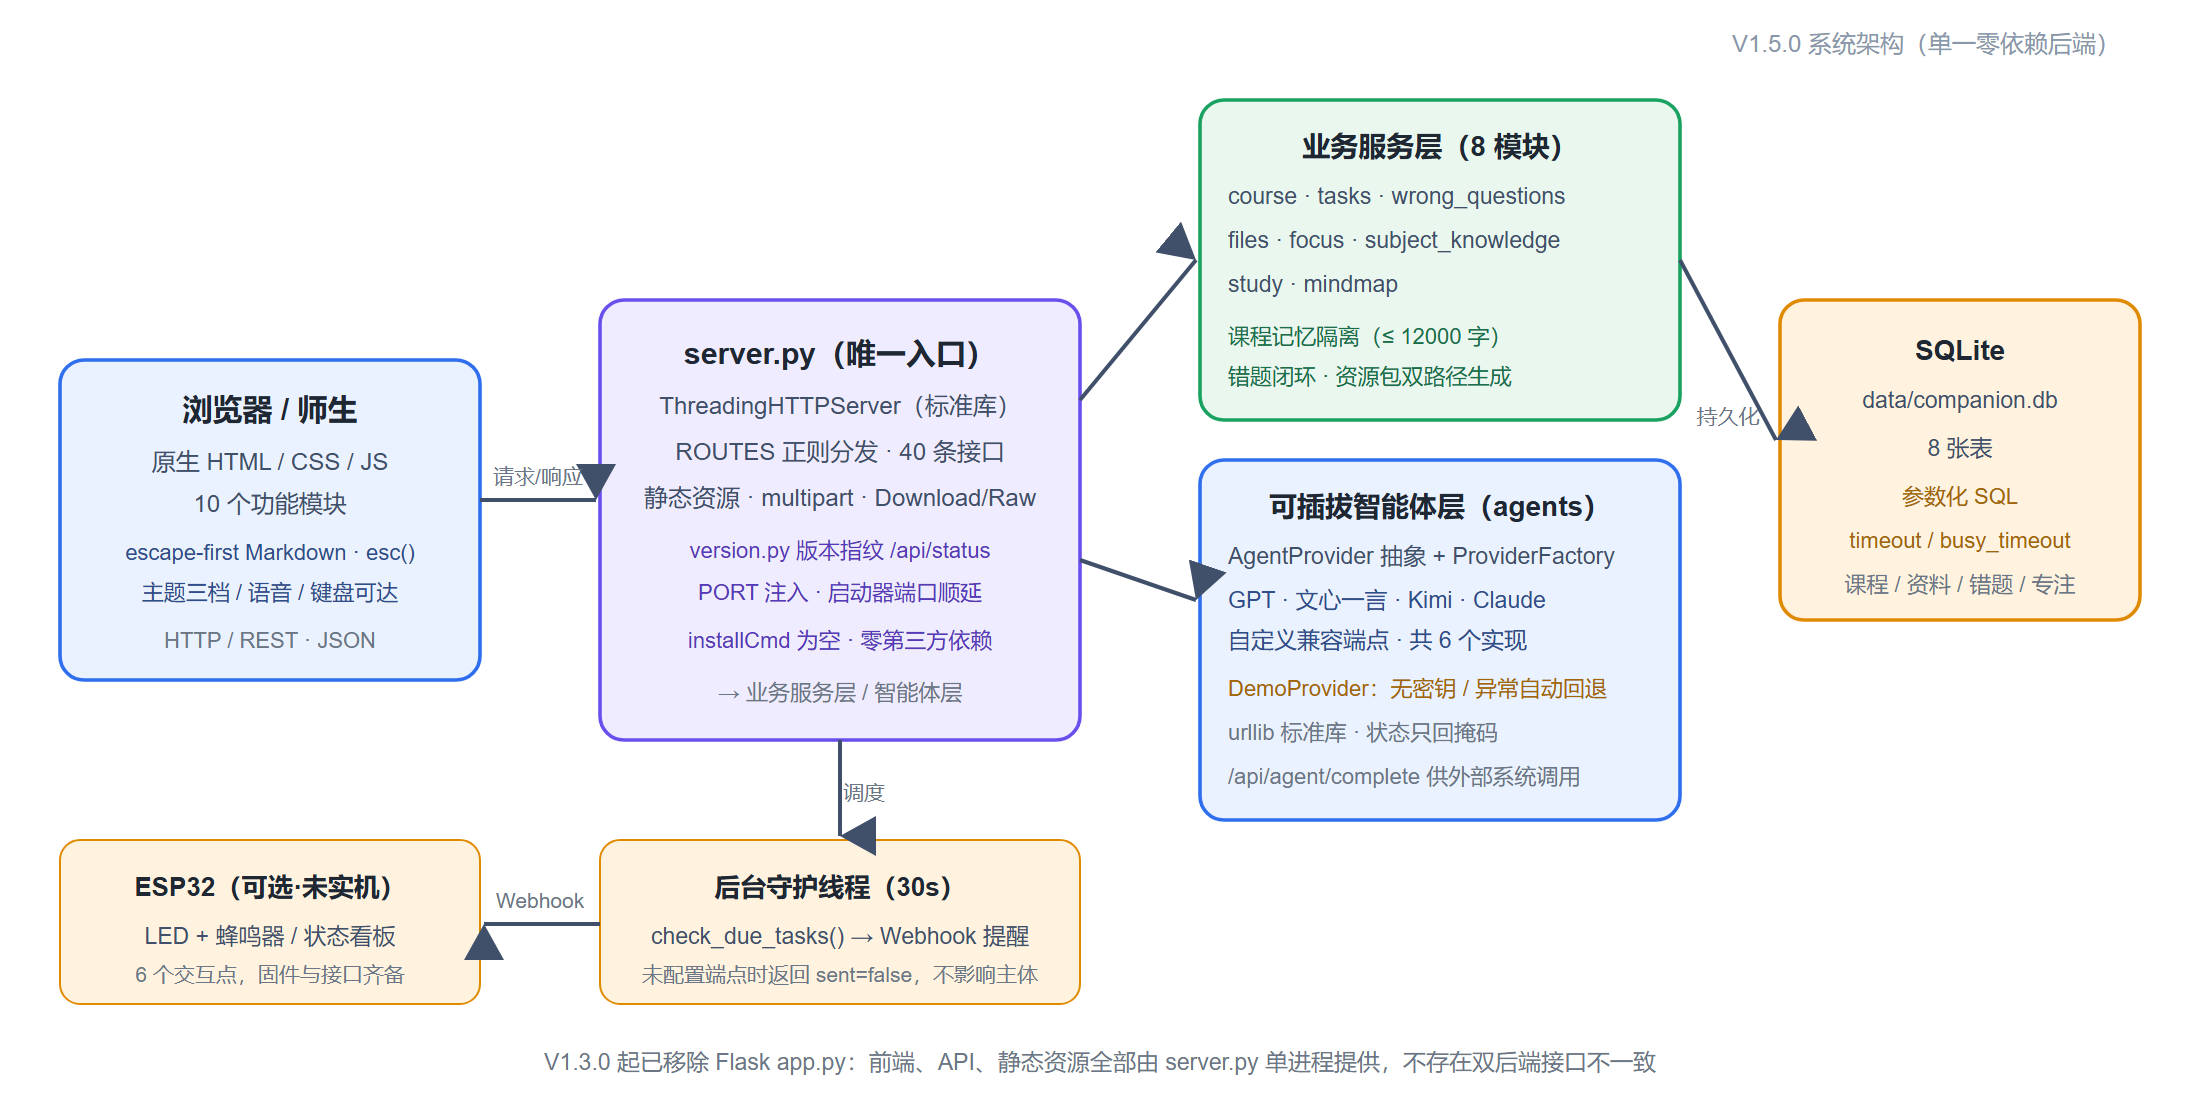 V1.5.0 系统架构（单一零依赖后端）
浏览器 / 师生
原生 HTML / CSS / JS
10 个功能模块
escape-first Markdown · esc()
主题三档 / 语音 / 键盘可达
HTTP / REST · JSON
请求/响应
server.py（唯一入口）
ThreadingHTTPServer（标准库）
ROUTES 正则分发 · 40 条接口
静态资源 · multipart · Download/Raw
version.py 版本指纹 /api/status
PORT 注入 · 启动器端口顺延
installCmd 为空 · 零第三方依赖
→ 业务服务层 / 智能体层
业务服务层（8 模块）
course · tasks · wrong_questions
files · focus · subject_knowledge
study · mindmap
课程记忆隔离（≤ 12000 字）
错题闭环 · 资源包双路径生成
可插拔智能体层（agents）
AgentProvider 抽象 + ProviderFactory
GPT · 文心一言 · Kimi · Claude
自定义兼容端点 · 共 6 个实现
DemoProvider：无密钥 / 异常自动回退
urllib 标准库 · 状态只回掩码
/api/agent/complete 供外部系统调用
持久化
SQLite
data/companion.db
8 张表
参数化 SQL
timeout / busy_timeout
课程 / 资料 / 错题 / 专注
调度
ESP32（可选·未实机）
LED + 蜂鸣器 / 状态看板
6 个交互点，固件与接口齐备
Webhook
后台守护线程（30s）
check_due_tasks() → Webhook 提醒
未配置端点时返回 sent=false，不影响主体
V1.3.0 起已移除 Flask app.py：前端、API、静态资源全部由 server.py 单进程提供，不存在双后端接口不一致